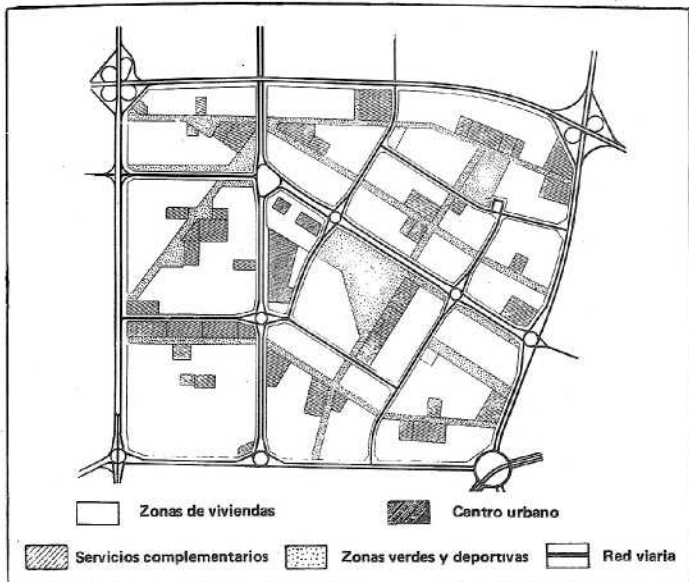 Zonas de viviendas
Centro urbano
Servicios complementarios
Zonas verdes y deportivas
Red viaria